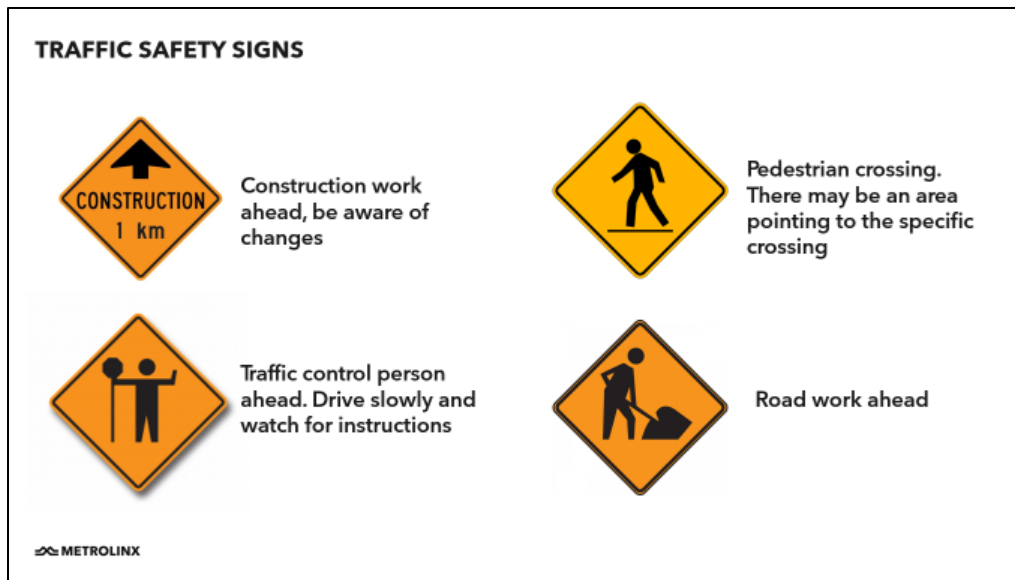 TRAFFIC SAFETY SIGNS
CONSTRUCTION
1 km
Construction work
ahead, be aware of
changes
Pedestrian crossing.
There may be an area
pointing to the specific
crossing
Traffic control person
ahead. Drive slowly and
watch for instructions
Road work ahead
METROLINX